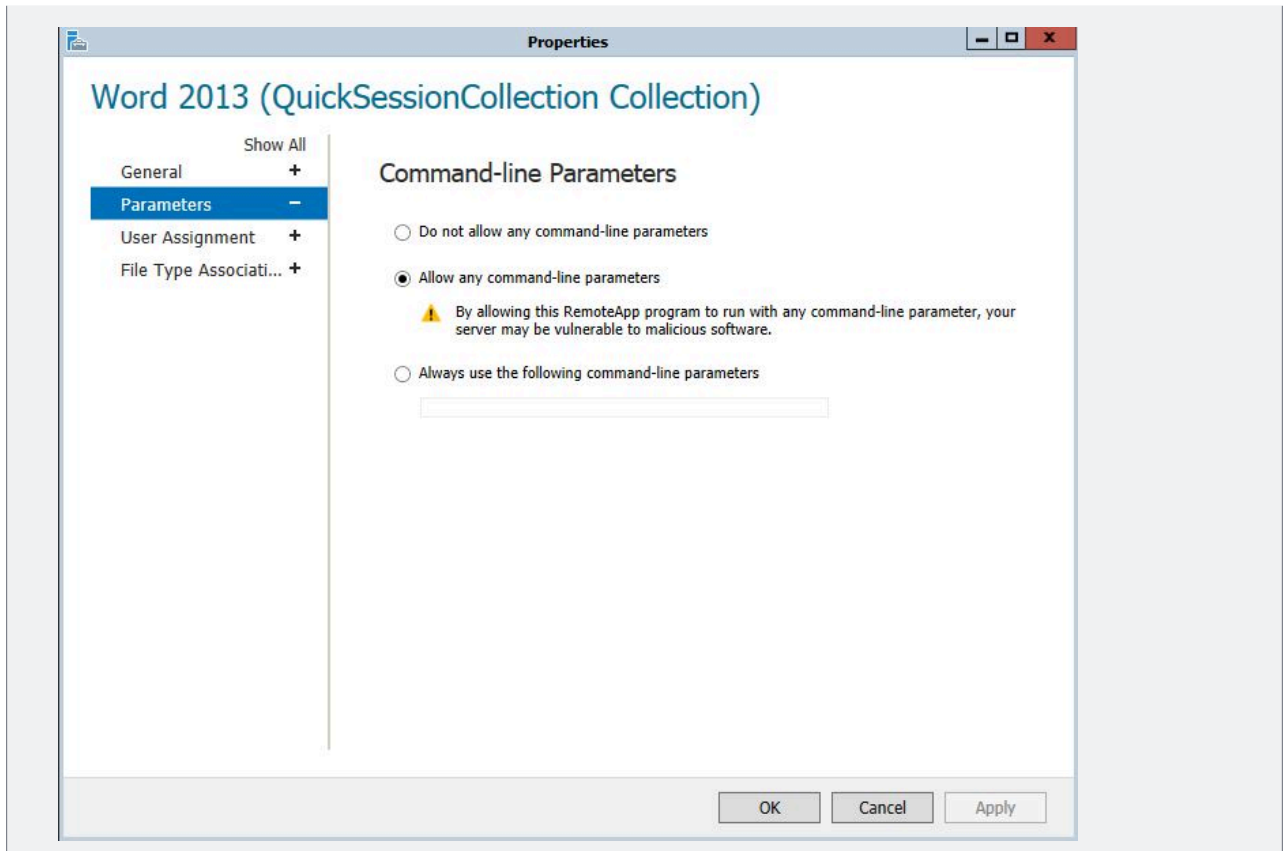 Properties
Word 2013 (QuickSessionCollection Collection)
Show All
General +
Parameters –
User Assignment +
File Type Associati... +
Command-line Parameters
Do not allow any command-line parameters
Allow any command-line parameters
By allowing this RemoteApp program to run with any command-line parameter, your
server may be vulnerable to malicious software.
Always use the following command-line parameters
OK
Cancel
Apply